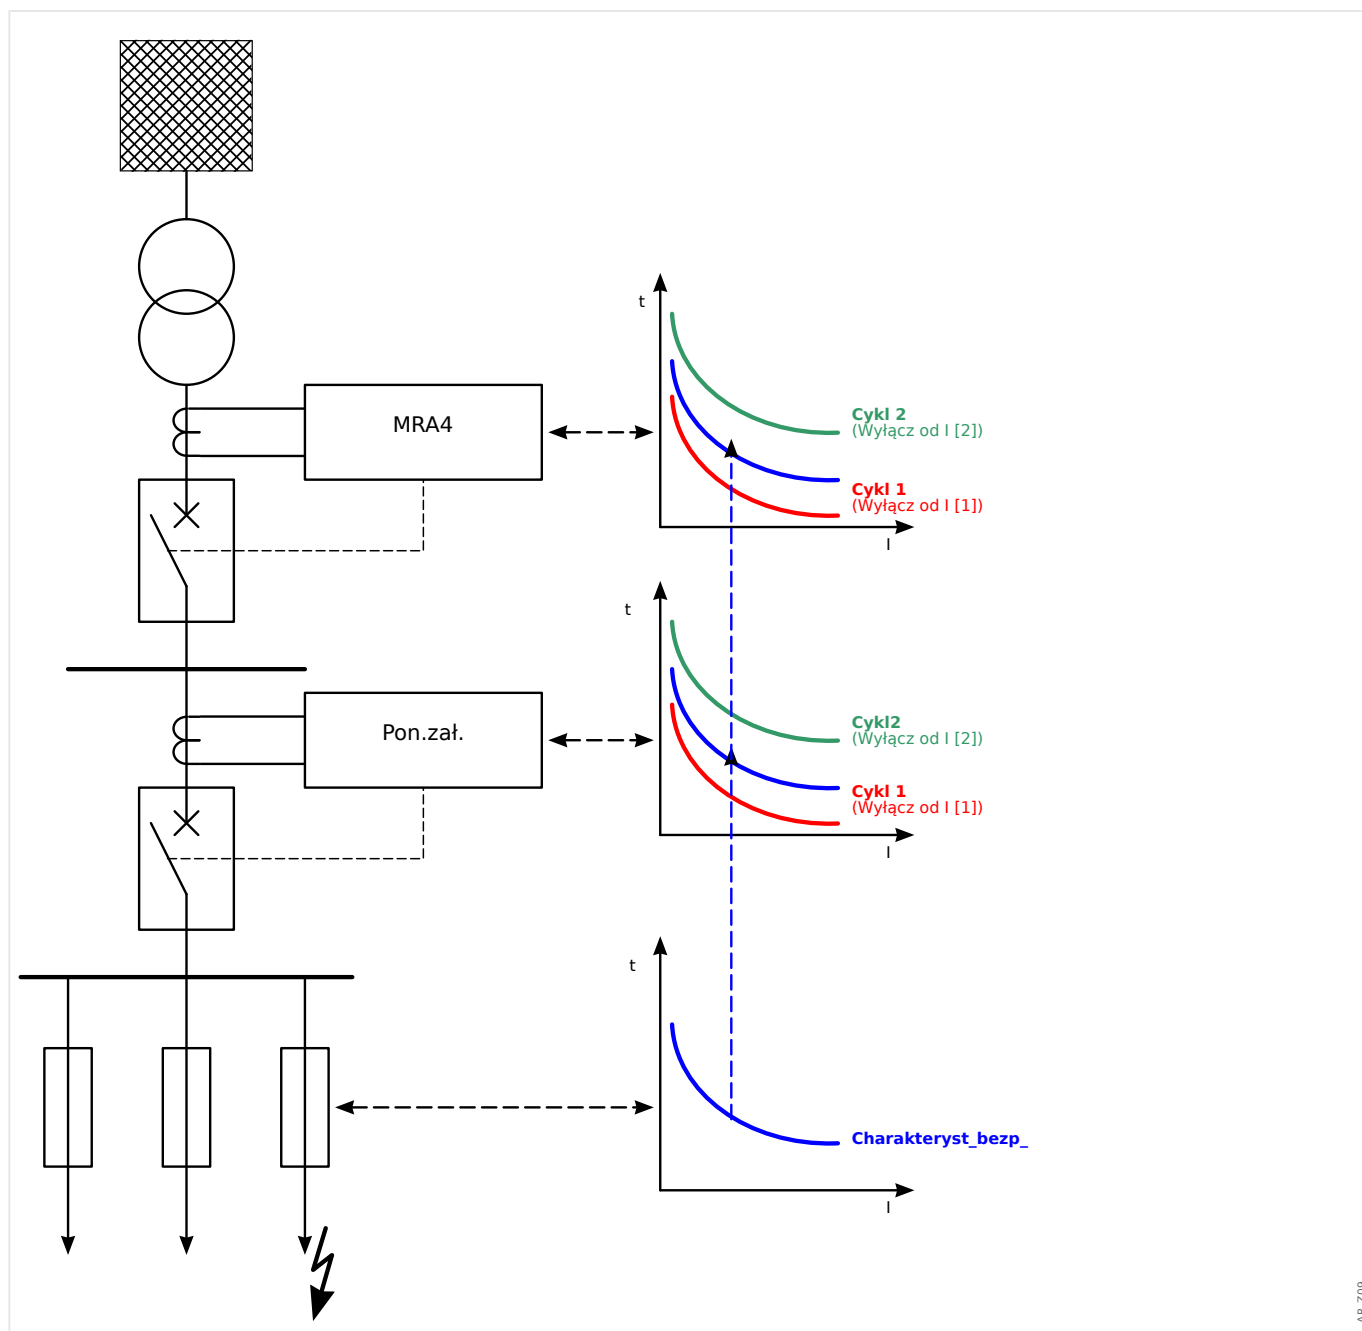 t
MRA4
Cykl 2
(Wyłącz od I [2])
Cykl 1
(Wyłącz od I [1])
I
t
Pon.zał.
Cykl2
(Wyłącz od I [2])
Cykl 1
(Wyłącz od I [1])
I
t
Charakteryst_bezp_
I